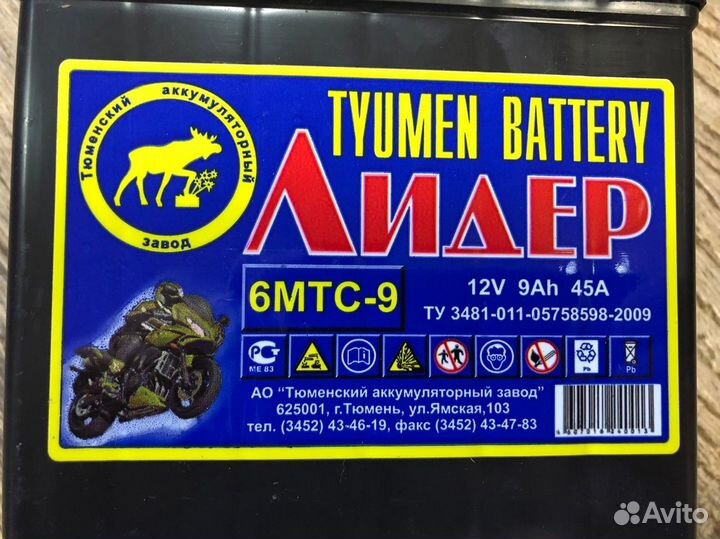 Тюменский аккумуляторный завод
TYUMEN BATTERY
ЛИДЕР
6МТС-9
12V 9Ah 45A
ТУ 3481-011-05758598-2009
МЕ 83
Pb
Pb
АО "Тюменский аккумуляторный завод"
625001, г.Тюмень, ул.Ямская,103
тел. (3452) 43-46-19, факс (3452) 43-47-83
Avito